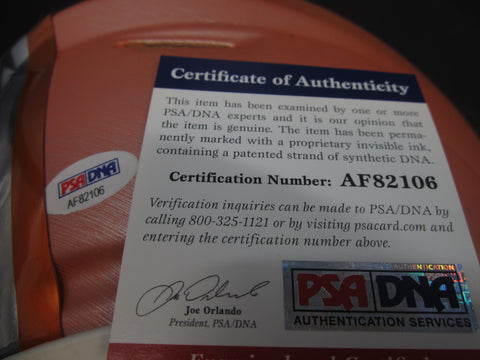 Certificate of Authenticity
This item has been examined by one or more
PSA/DNA experts and it is our opinion that
the item is genuine. The item has been perma-
nently marked with a proprietary invisible ink,
containing a patented strand of synthetic DNA.
Certification Number: AF82106
Verification inquiries can be made to PSA/DNA by
calling 800-325-1121 or by visiting psacard.com and
entering the certification number above.
Joe Orlando
President, PSA/DNA
AUTHENTICATION
PSA DNA
AUTHENTICATION SERVICES
PSA DNA
AF82106